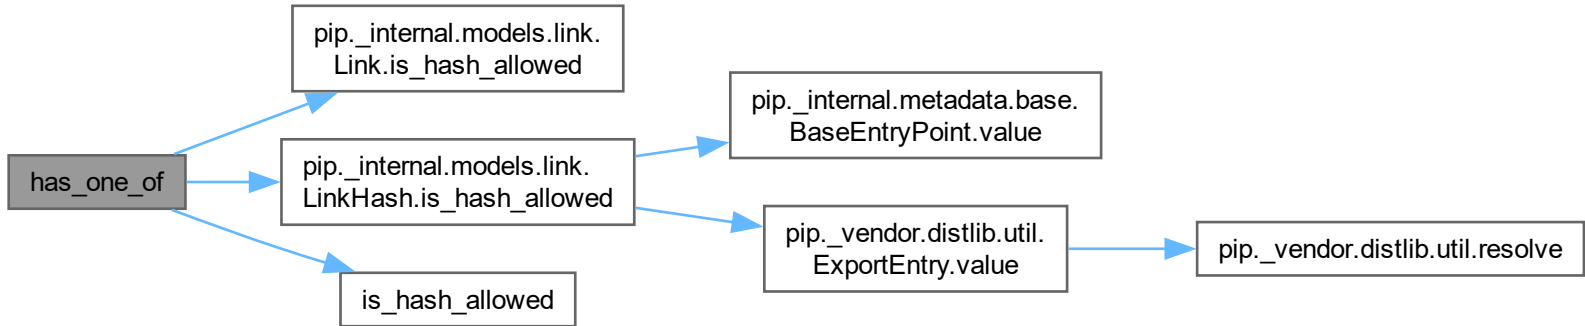 pip._internal.models.link.
Link.is_hash_allowed
pip._internal.metadata.base.
BaseEntryPoint.value
has_one_of
pip._internal.models.link.
LinkHash.is_hash_allowed
pip._vendor.distlib.util.
ExportEntry.value
pip._vendor.distlib.util.resolve
is_hash_allowed